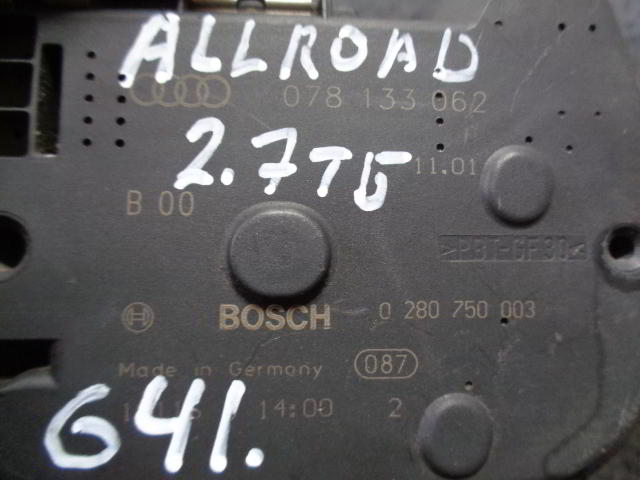 ALLROAD
078 133 062
2.7TБ
11.01
B 00
>PBT-GF30<
BOSCH 0 280 750 003
Made in Germany 087
14:00 2
641.